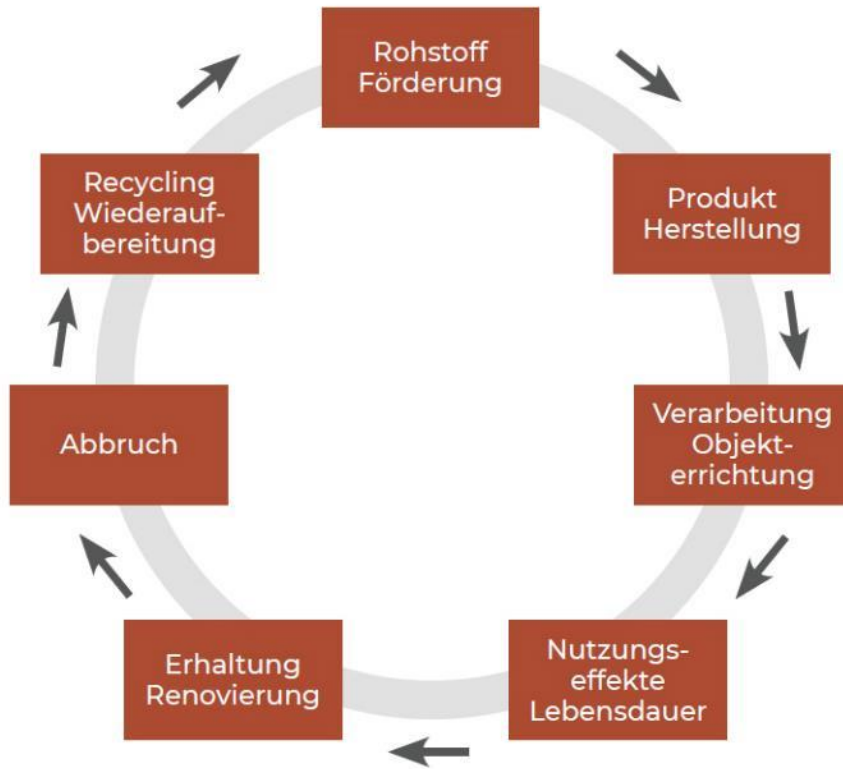 Rohstoff
Förderung
Produkt
Herstellung
Verarbeitung
Objekt-
errichtung
Nutzungs-
effekte
Lebensdauer
Erhaltung
Renovierung
Abbruch
Recycling
Wiederauf-
bereitung